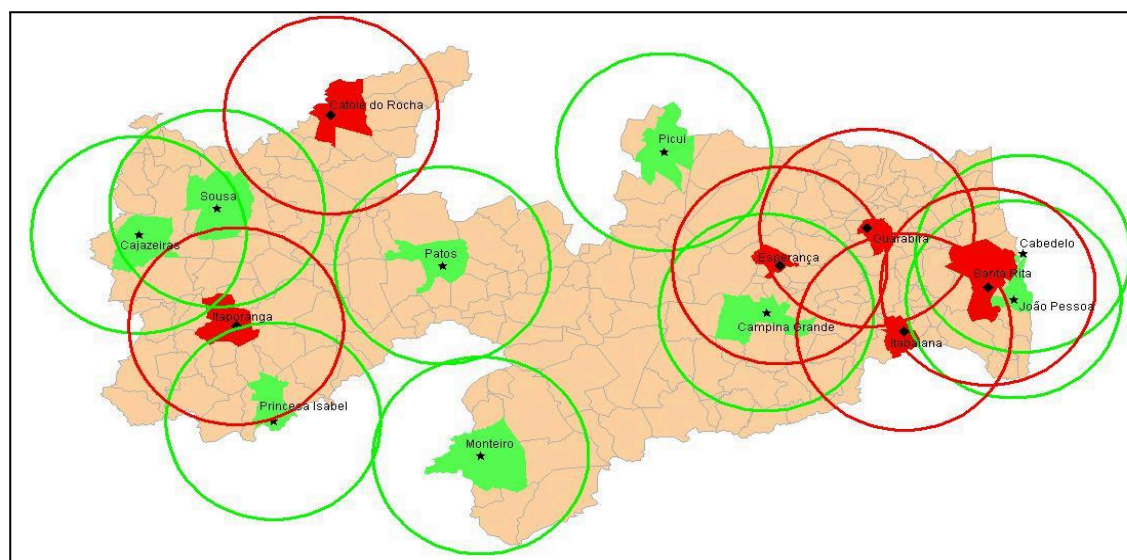 Catolé do Rocha
Picuí
Sousa
Cajazeiras
Patos
Guarabira
Cabedelo
Esperança
Santa Rita
Itaporanga
João Pessoa
Campina Grande
Itabaiana
Princesa Isabel
Monteiro